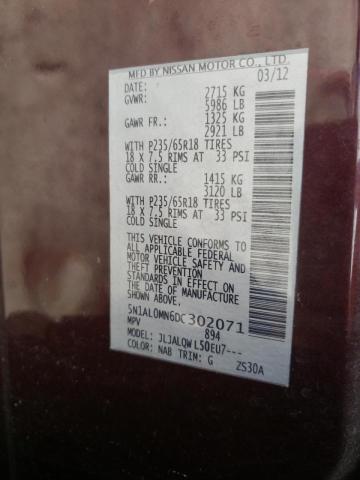 MFD BY NISSAN MOTOR CO., LTD.
DATE: 03/12
GVWR: 2715 KG
5986 LB
GAWR FR.: 1325 KG
2921 LB
WITH P235/65R18 TIRES
18 X 7.5 RIMS AT 33 PSI
COLD SINGLE
GAWR RR.: 1415 KG
3120 LB
WITH P235/65R18 TIRES
18 X 7.5 RIMS AT 33 PSI
COLD SINGLE
THIS VEHICLE CONFORMS TO
ALL APPLICABLE FEDERAL
MOTOR VEHICLE SAFETY AND
THEFT PREVENTION
STANDARDS IN EFFECT ON
THE DATE OF MANUFACTURE
SHOWN ABOVE.
5N1AL0MN6DC302071
MPV 894
MODEL: JLJALQWL50EU7---
COLOR: NAB TRIM: G ZS30A